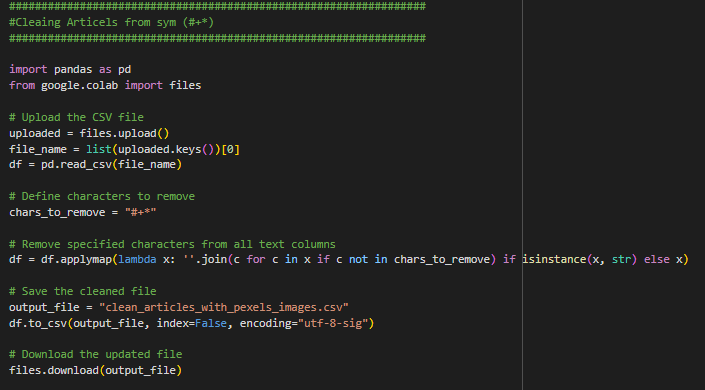 ################################################################
#Cleaing Articels from sym (#+*)
################################################################
import pandas as pd
from google.colab import files
# Upload the CSV file
uploaded = files.upload()
file_name = list(uploaded.keys())[0]
df = pd.read_csv(file_name)
# Define characters to remove
chars_to_remove = "#+*"
# Remove specified characters from all text columns
df = df.applymap(lambda x: ''.join(c for c in x if c not in chars_to_remove) if isinstance(x, str) else x)
# Save the cleaned file
output_file = "clean_articles_with_pexels_images.csv"
df.to_csv(output_file, index=False, encoding="utf-8-sig")
# Download the updated file
files.download(output_file)